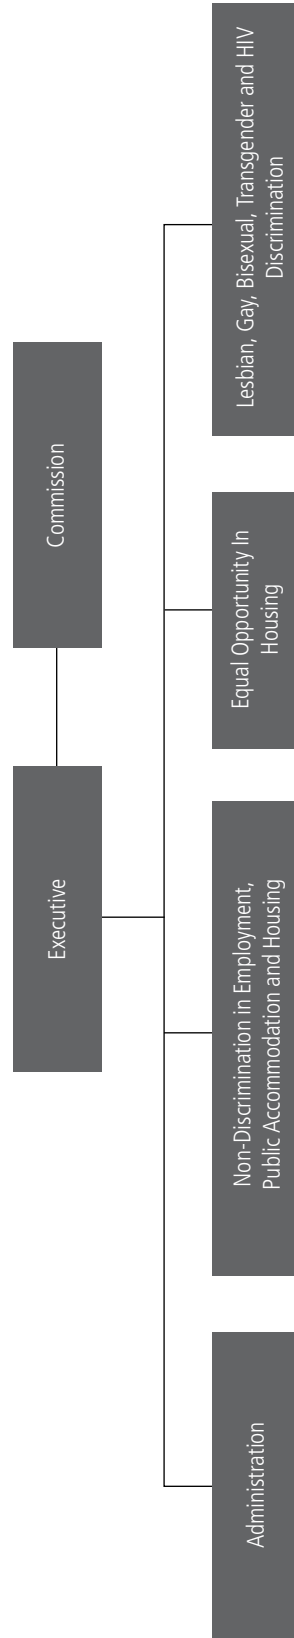 Executive
Commission
Administration
Non-Discrimination in Employment,
Public Accommodation and Housing
Equal Opportunity In
Housing
Lesbian, Gay, Bisexual, Transgender and HIV
Discrimination